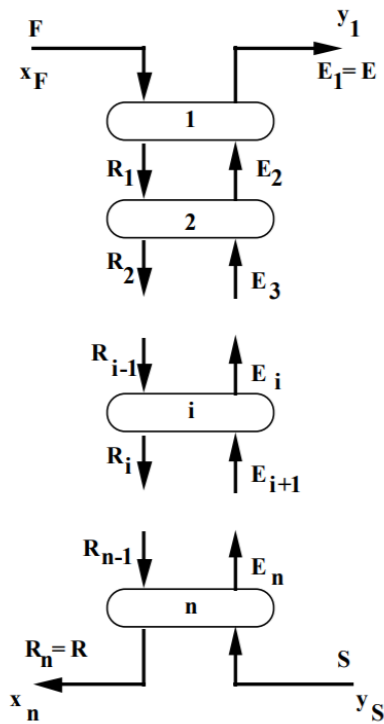 F
y1
xF
E1 = E
1
R1
E2
2
R2
E3
Ri-1
Ei
i
Ri
Ei+1
Rn-1
En
n
Rn = R
S
xn
yS